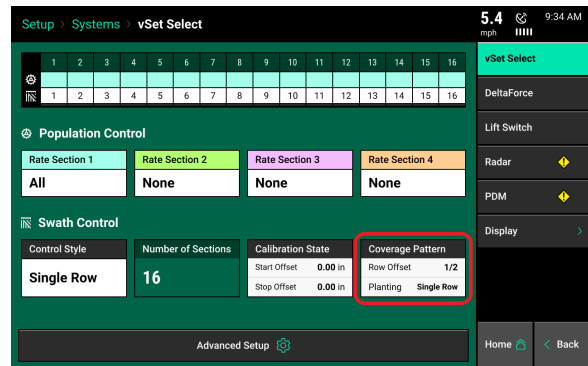 Setup > Systems > vSet Select
5.4 mph
9:34 AM
1 2 3 4 5 6 7 8 9 10 11 12 13 14 15 16
1 2 3 4 5 6 7 8 9 10 11 12 13 14 15 16
Population Control
Rate Section 1
All
Rate Section 2
None
Rate Section 3
None
Rate Section 4
None
Swath Control
Control Style
Single Row
Number of Sections
16
Calibration State
Start Offset 0.00 in
Stop Offset 0.00 in
Coverage Pattern
Row Offset 1/2
Planting Single Row
Advanced Setup
vSet Select
DeltaForce
Lift Switch
Radar
PDM
Display >
Home
< Back